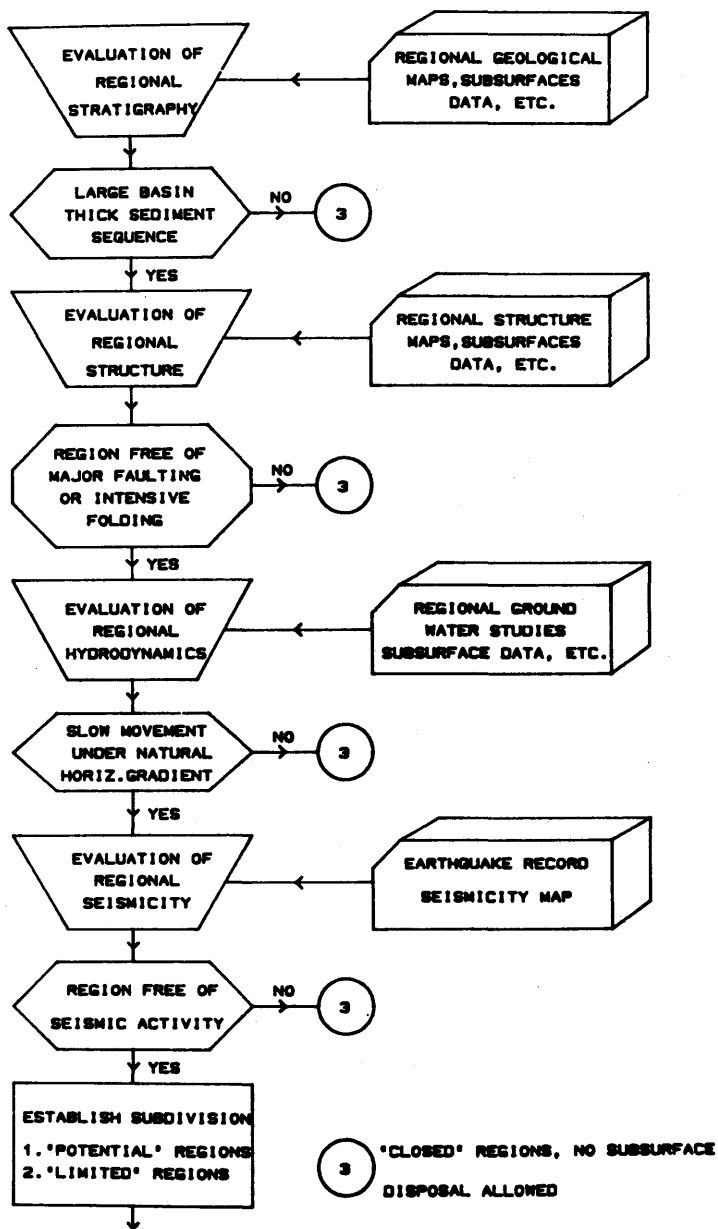 EVALUATION OF
REGIONAL
STRATIGRAPHY
REGIONAL GEOLOGICAL
MAPS,SUBSURFACES
DATA, ETC.
LARGE BASIN
THICK SEDIMENT
SEQUENCE
NO
3
YES
EVALUATION OF
REGIONAL
STRUCTURE
REGIONAL STRUCTURE
MAPS,SUBSURFACES
DATA, ETC.
REGION FREE OF
MAJOR FAULTING
OR INTENSIVE
FOLDING
NO
3
YES
EVALUATION OF
REGIONAL
HYDRODYNAMICS
REGIONAL GROUND
WATER STUDIES
SUBSURFACE DATA, ETC.
SLOW MOVEMENT
UNDER NATURAL
HORIZ.GRADIENT
NO
3
YES
EVALUATION OF
REGIONAL
SEISMICITY
EARTHQUAKE RECORD
SEISMICITY MAP
REGION FREE OF
SEISMIC ACTIVITY
NO
3
YES
ESTABLISH SUBDIVISION
1."POTENTIAL" REGIONS
2."LIMITED" REGIONS
3
"CLOSED" REGIONS, NO SUBSURFACE
DISPOSAL ALLOWED